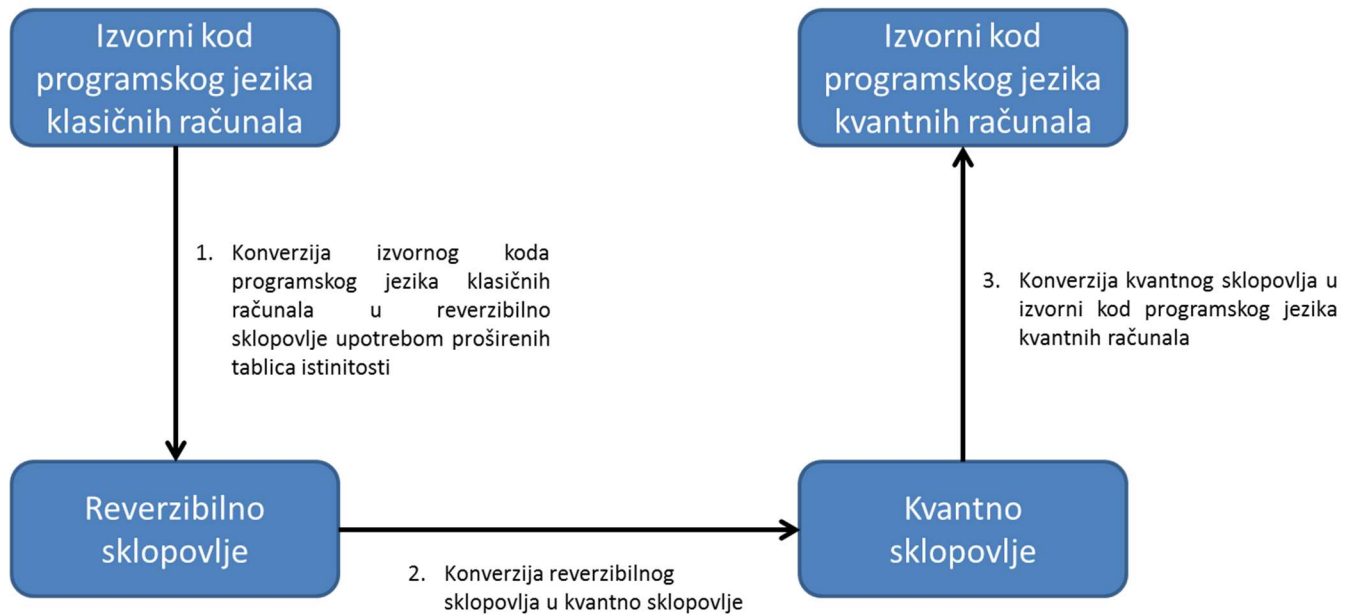 Izvorni kod
programskog jezika
klasičnih računala
Izvorni kod
programskog jezika
kvantnih računala
1. Konverzija izvornog koda
programskog jezika klasičnih
računala u reverzibilno
sklopovlje upotrebom proširenih
tablica istinitosti
3. Konverzija kvantnog sklopovlja u
izvorni kod programskog jezika
kvantnih računala
Reverzibilno
sklopovlje
Kvantno
sklopovlje
2. Konverzija reverzibilnog
sklopovlja u kvantno sklopovlje